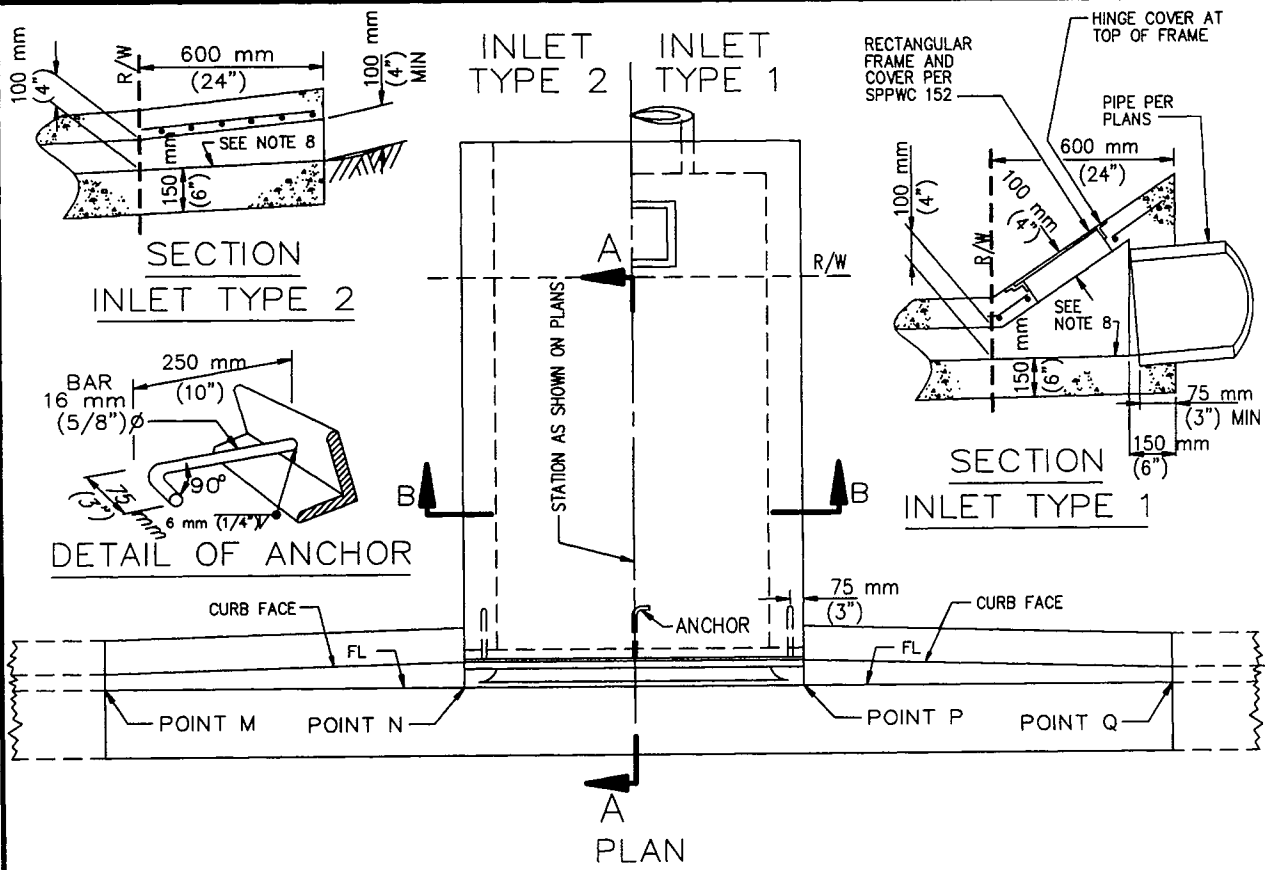 100 mm
(4")
R/W
600 mm
(24")
100 mm
(4")
MIN
SEE NOTE 8
150 mm
(6")
SECTION
INLET TYPE 2
INLET
TYPE 2
INLET
TYPE 1
RECTANGULAR
FRAME AND
COVER PER
SPPWC 152
HINGE COVER AT
TOP OF FRAME
PIPE PER
PLANS
600 mm
(24")
100 mm
(4")
100 mm
(4")
R/W
SEE
NOTE 8
150 mm
(6")
75 mm
(3") MIN
150 mm
(6")
SECTION
INLET TYPE 1
A
R/W
STATION AS SHOWN ON PLANS
BAR
16 mm
(5/8")∅
250 mm
(10")
90°
75 mm
(3")
6 mm (1/4")
DETAIL OF ANCHOR
B
B
75 mm
(3")
ANCHOR
CURB FACE
CURB FACE
FL
FL
POINT M
POINT N
POINT P
POINT Q
A
PLAN